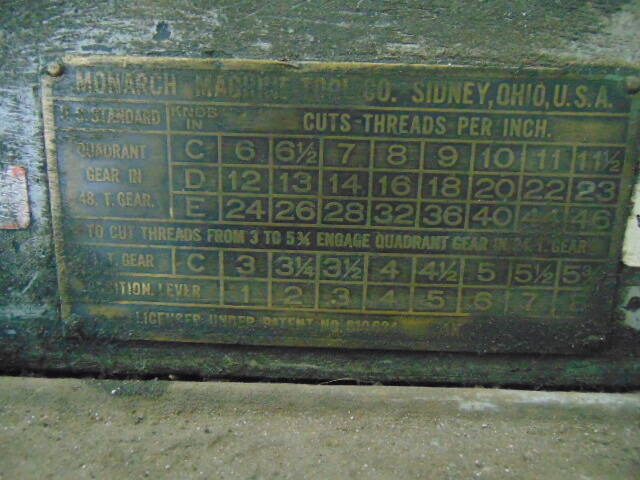 MONARCH MACHINE TOOL CO. SIDNEY, OHIO, U.S.A.
U.S. STANDARD KNOB IN CUTS-THREADS PER INCH.
QUADRANT GEAR IN 48. T. GEAR.
C 6 6½ 7 8 9 10 11 11½
D 12 13 14 16 18 20 22 23
E 24 26 28 32 36 40 44 46
TO CUT THREADS FROM 3 TO 5¾ ENGAGE QUADRANT GEAR IN 24 T. GEAR
T. GEAR C 3 3¼ 3½ 4 4½ 5 5½ 5¾
POSITION. LEVER 1 2 3 4 5 6 7
LICENSED UNDER PATENT NO.